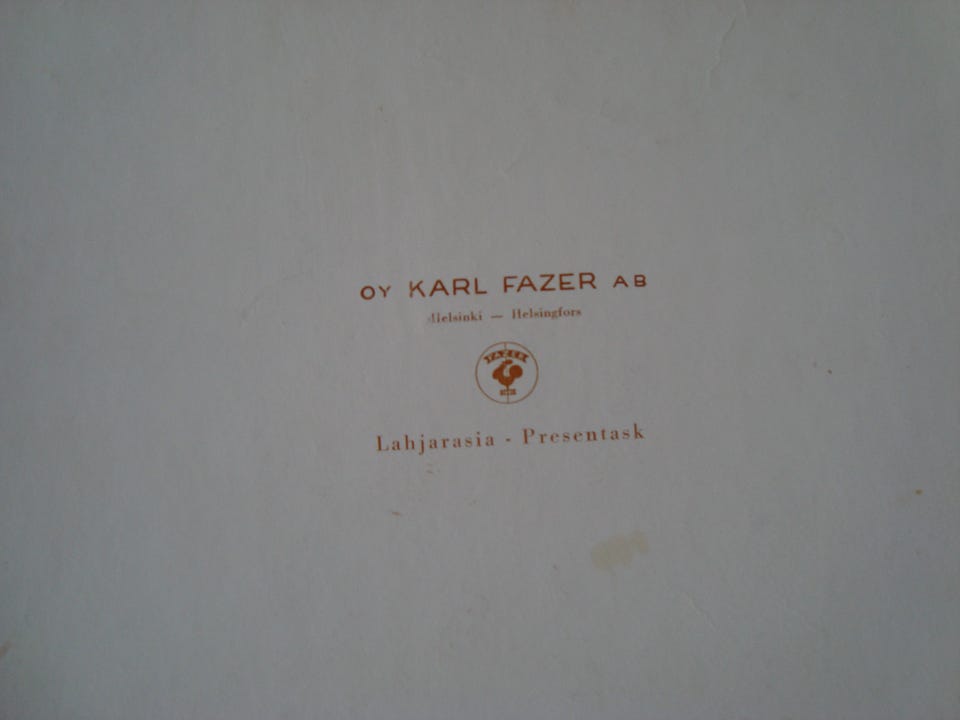 OY KARL FAZER AB
Helsinki — Helsingfors
FAZER
Lahjarasia - Presentask